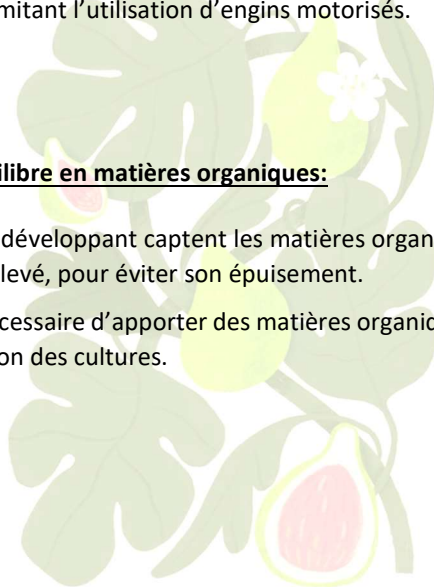 mitant l’utilisation d’engins motorisés.
ilibre en matières organiques:
développant captent les matières organ
levé, pour éviter son épuisement.
cessaire d’apporter des matières organiq
on des cultures.